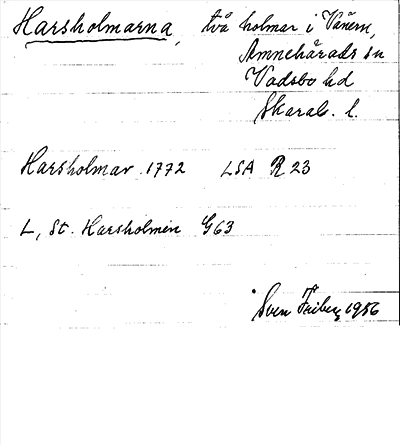 Harsholmarna, två holmar i Vänern,
Amnehärads sn
Vadsbo hd
Skarab. l.
Harsholmar 1772 LSA R 23
L, St. Harsholmen G63
Sven Friberg 1956